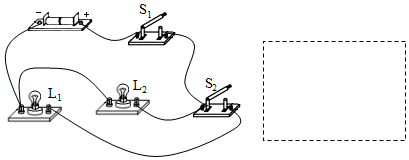 − +
S₁
S₂
L₂
L₁